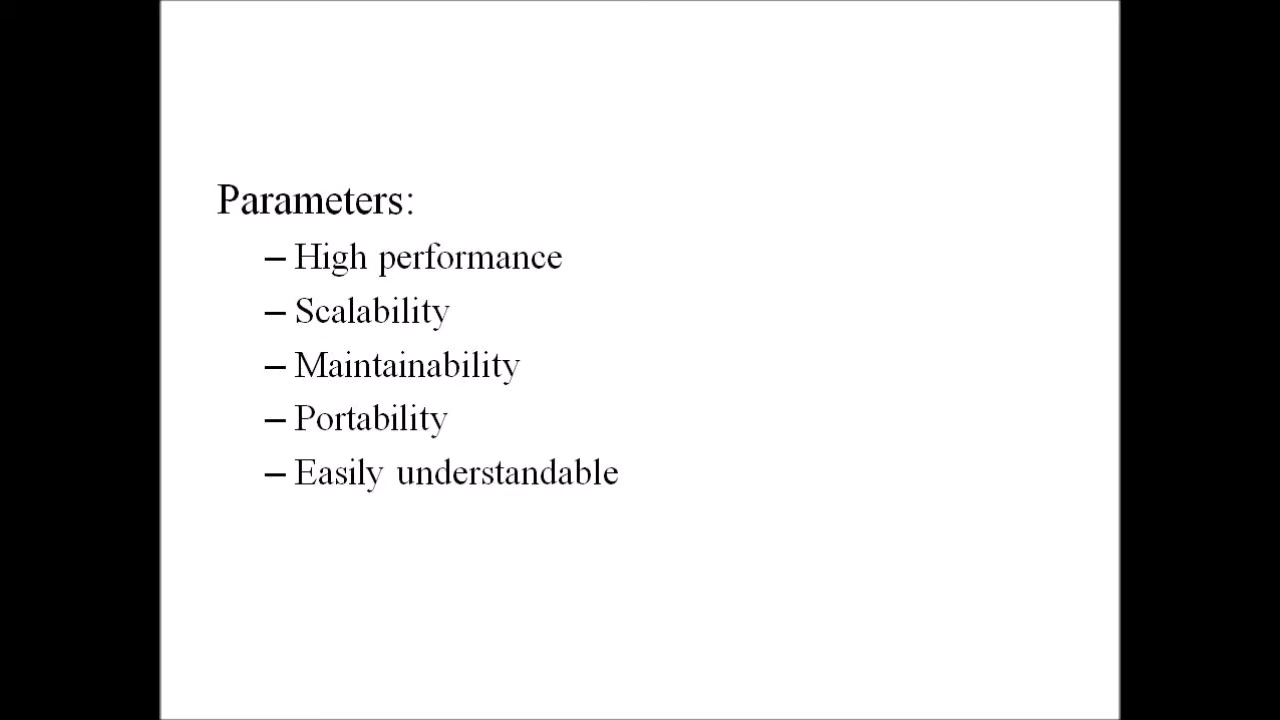 Parameters:
– High performance
– Scalability
– Maintainability
– Portability
– Easily understandable